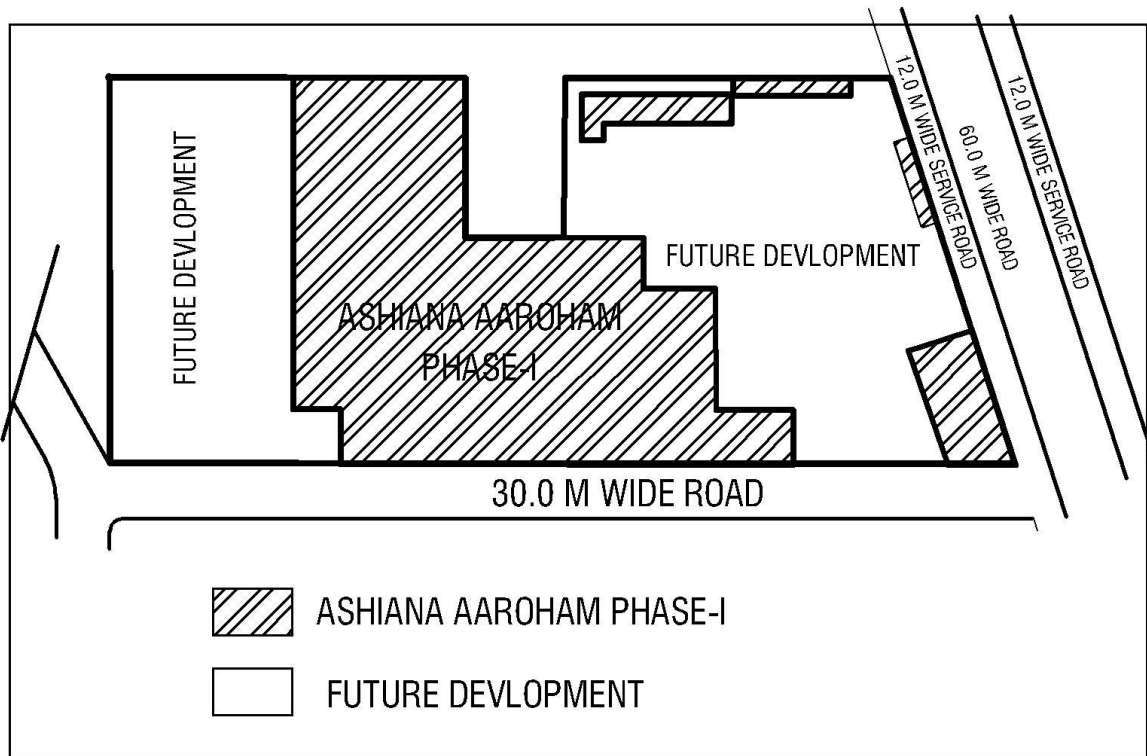 12.0 M WIDE SERVICE ROAD
60.0 M WIDE ROAD
12.0 M WIDE SERVICE ROAD
FUTURE DEVLOPMENT
FUTURE DEVLOPMENT
ASHIANA AAROHAM
PHASE-I
30.0 M WIDE ROAD
ASHIANA AAROHAM PHASE-I
FUTURE DEVLOPMENT